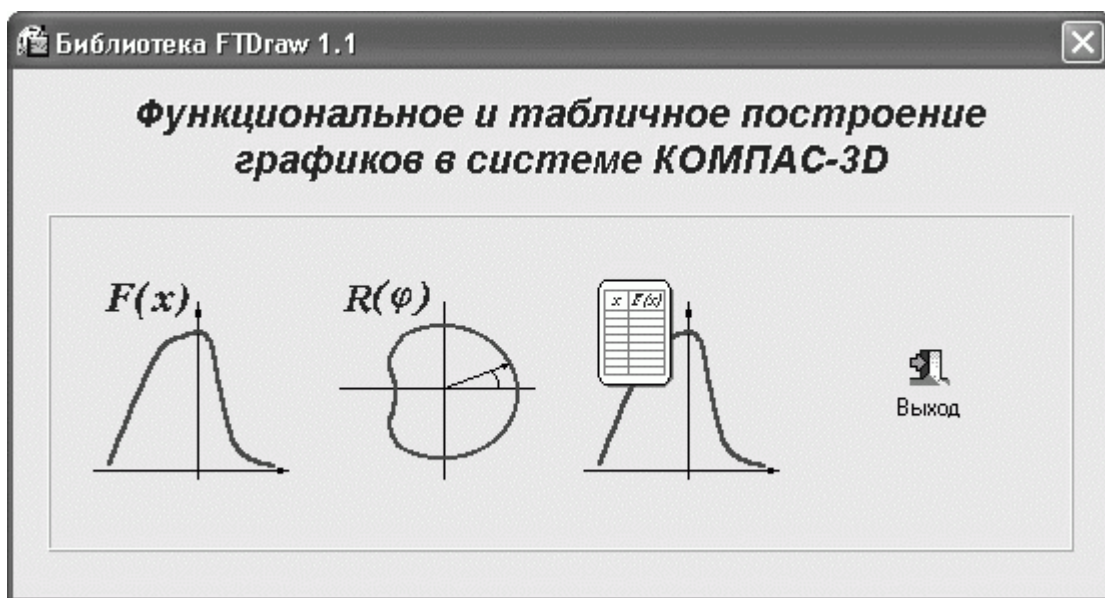 Библиотека FTDraw 1.1
Функциональное и табличное построение
графиков в системе КОМПАС-3D
F(x)
R(φ)
x F(x)
Выход